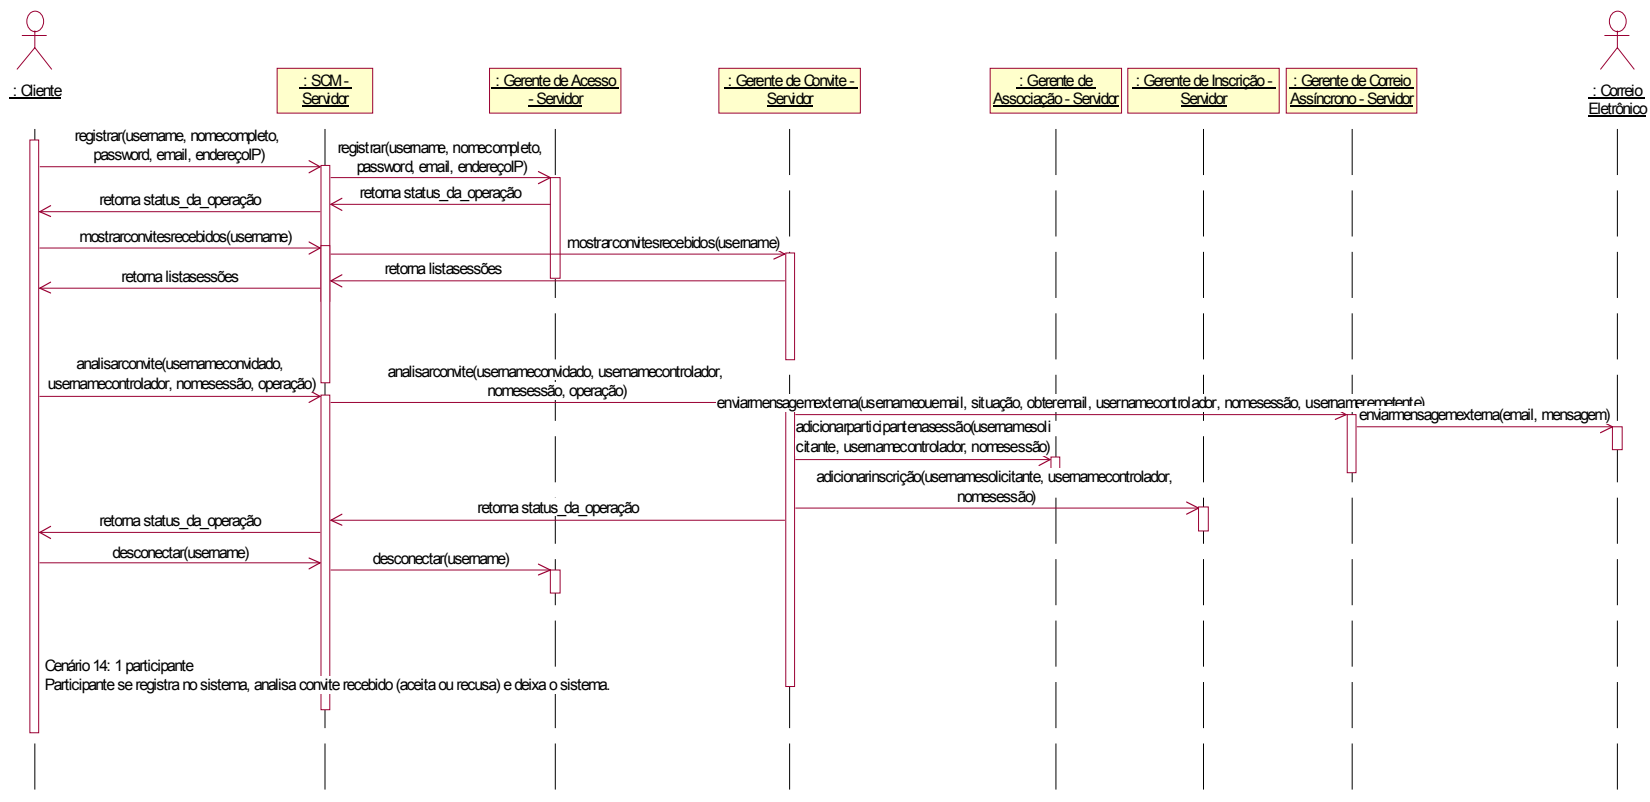 : Cliente
: SCM -
Servidor
: Gerente de Acesso
- Servidor
: Gerente de Convite -
Servidor
: Gerente de
Associação - Servidor
: Gerente de Inscrição -
Servidor
: Gerente de Correio
Assíncrono - Servidor
: Correio
Eletrônico
registrar(username, nomecompleto,
password, email, endereçoIP)
registrar(username, nomecompleto,
password, email, endereçoIP)
retorna status_da_operação
retorna status_da_operação
mostrarconvitesrecebidos(username)
mostrarconvitesrecebidos(username)
retorna listasessões
retorna listasessões
analisarconvite(usernameconvidado,
usernamecontrolador, nomesessão, operação)
analisarconvite(usernameconvidado, usernamecontrolador,
nomesessão, operação)
enviarmensagemexterna(usernameouemail, situação, obteremail, usernamecontrolador, nomesessão, usernameremetente)
enviarmensagemexterna(email, mensagem)
adicionarparticipantenasessão(usernamesoli
citante, usernamecontrolador, nomesessão)
adicionarinscrição(usernamesolicitante, usernamecontrolador,
nomesessão)
retorna status_da_operação
retorna status_da_operação
desconectar(username)
desconectar(username)
Cenário 14: 1 participante
Participante se registra no sistema, analisa convite recebido (aceita ou recusa) e deixa o sistema.